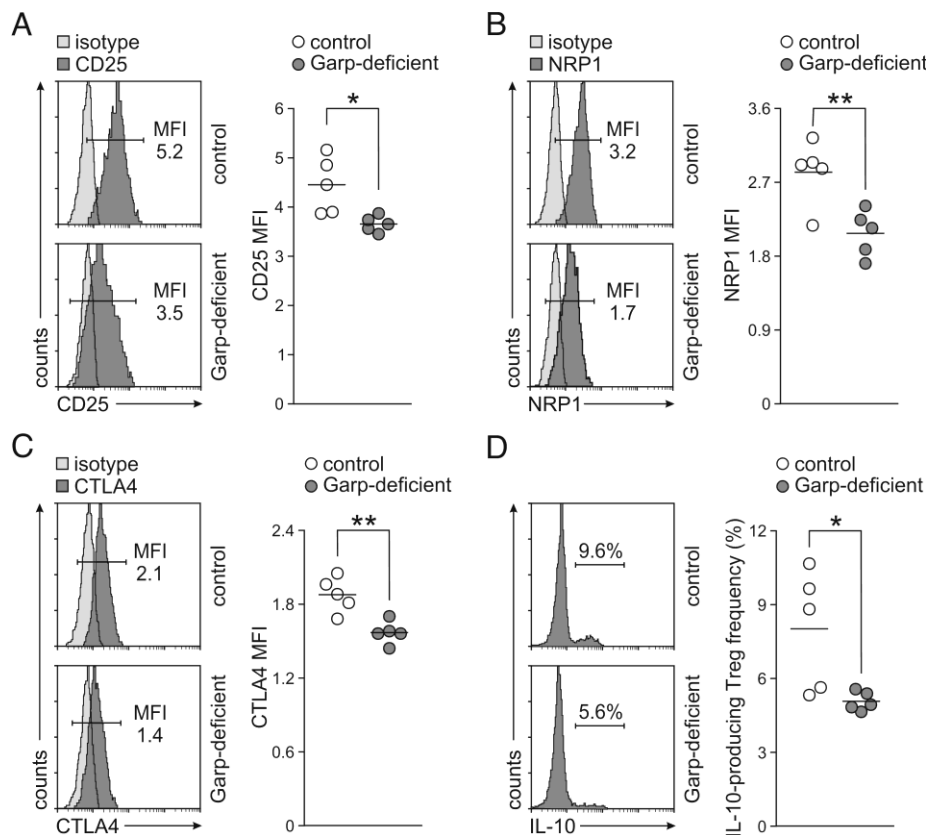 A
isotype
CD25
control
Garp-deficient
MFI
5.2
control
MFI
3.5
Garp-deficient
counts
CD25
CD25 MFI
6
5
4
3
2
1
0
*
B
isotype
NRP1
control
Garp-deficient
MFI
3.2
control
MFI
1.7
Garp-deficient
counts
NRP1
NRP1 MFI
3.6
2.7
1.8
0.9
0
**
C
isotype
CTLA4
control
Garp-deficient
MFI
2.1
control
MFI
1.4
Garp-deficient
counts
CTLA4
CTLA4 MFI
2.4
1.8
1.2
0.6
0
**
D
control
Garp-deficient
9.6%
control
5.6%
Garp-deficient
counts
IL-10
IL-10-producing Treg frequency (%)
12
9
6
3
0
*